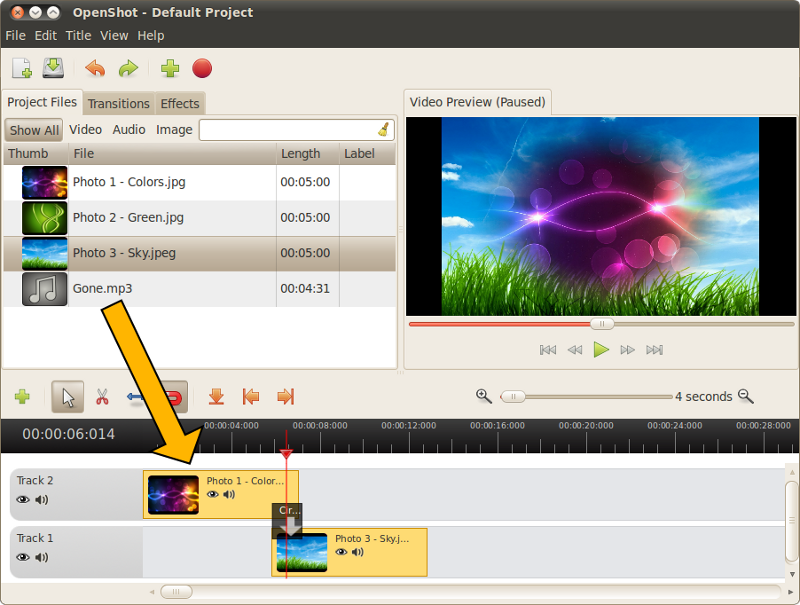 OpenShot - Default Project
File Edit Title View Help
Project Files Transitions Effects
Show All Video Audio Image
Thumb File Length Label
Photo 1 - Colors.jpg 00:05:00
Photo 2 - Green.jpg 00:05:00
Photo 3 - Sky.jpeg 00:05:00
Gone.mp3 00:04:31
Video Preview (Paused)
4 seconds
00:00:06:014
00:00:04:000 00:00:08:000 00:00:12:000 00:00:16:000 00:00:20:000 00:00:24:000 00:00:28:000
Track 2
Photo 1 - Color...
Cir...
Track 1
Photo 3 - Sky.j...